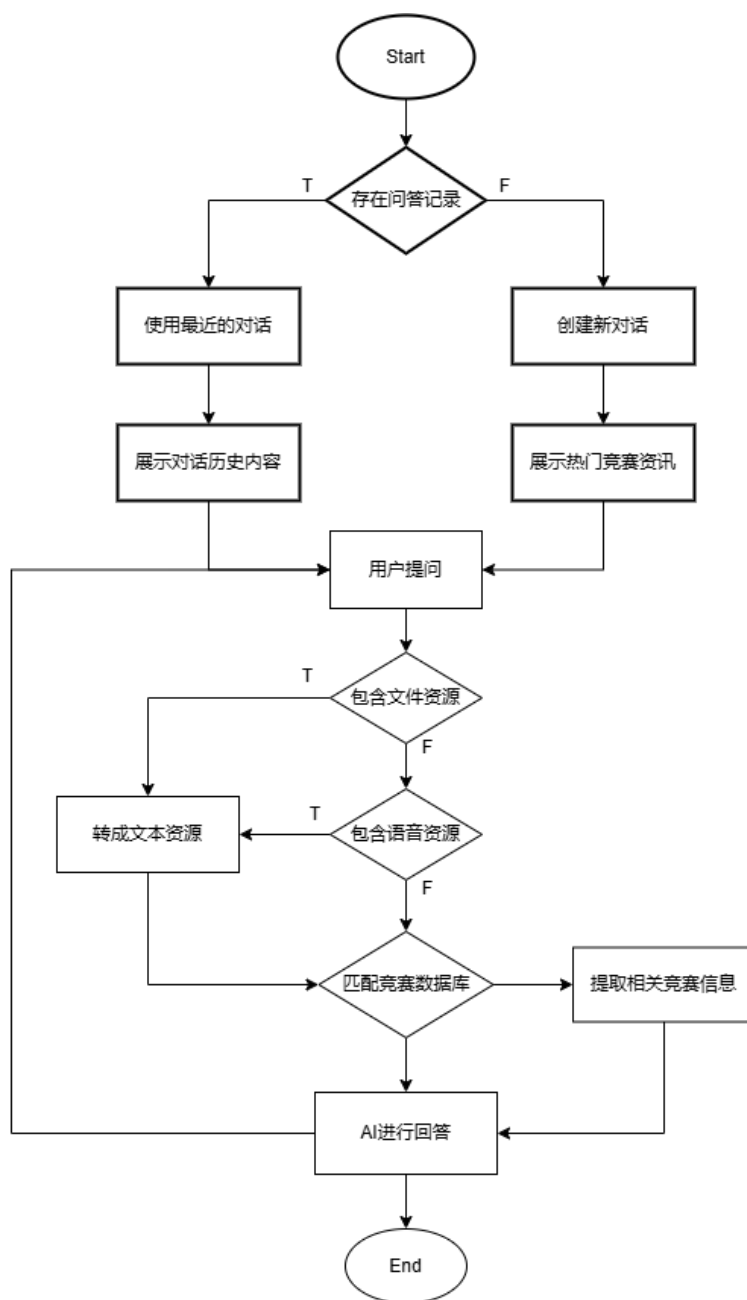 Start
存在问答记录
T
F
使用最近的对话
创建新对话
展示对话历史内容
展示热门竞赛资讯
用户提问
T
包含文件资源
F
转成文本资源
T
包含语音资源
F
匹配竞赛数据库
提取相关竞赛信息
AI进行回答
End